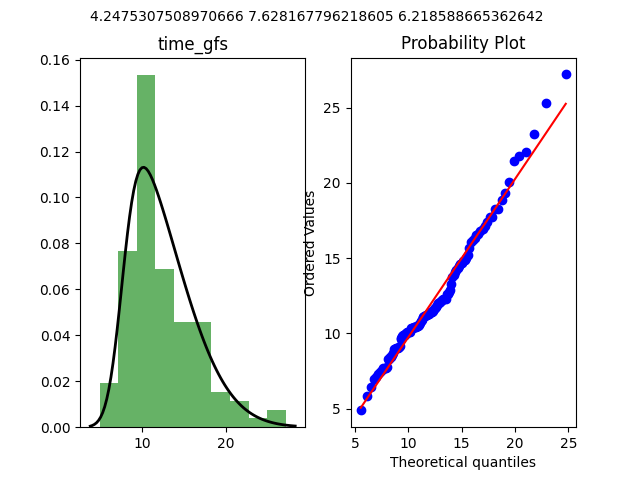 4.2475307508970666 7.628167796218605 6.218588665362642
time_gfs
0.16
0.14
0.12
0.10
0.08
0.06
0.04
0.02
0.00
10 20
Probability Plot
Ordered Values
25
20
15
10
5
5 10 15 20 25
Theoretical quantiles